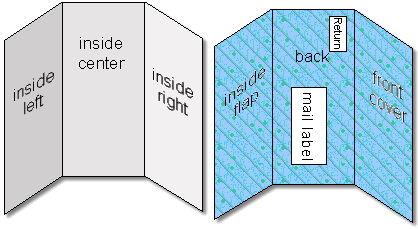 inside
left
inside
center
inside
right
inside
flap
back
Return
mail label
front
cover